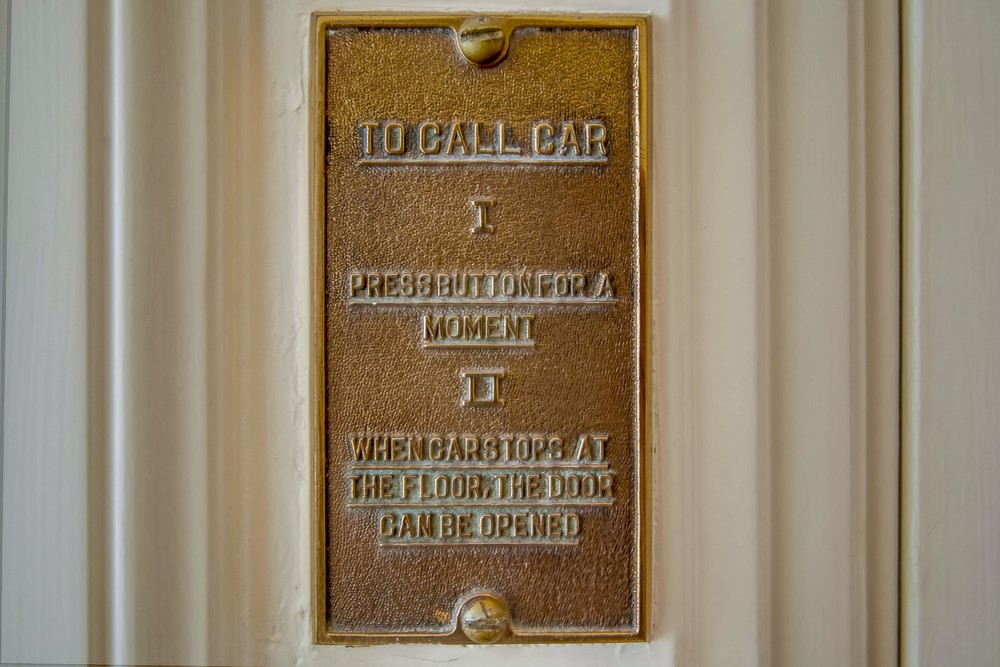 TO CALL CAR
I
PRESS BUTTON FOR A
MOMENT
II
WHEN CAR STOPS AT
THE FLOOR, THE DOOR
CAN BE OPENED